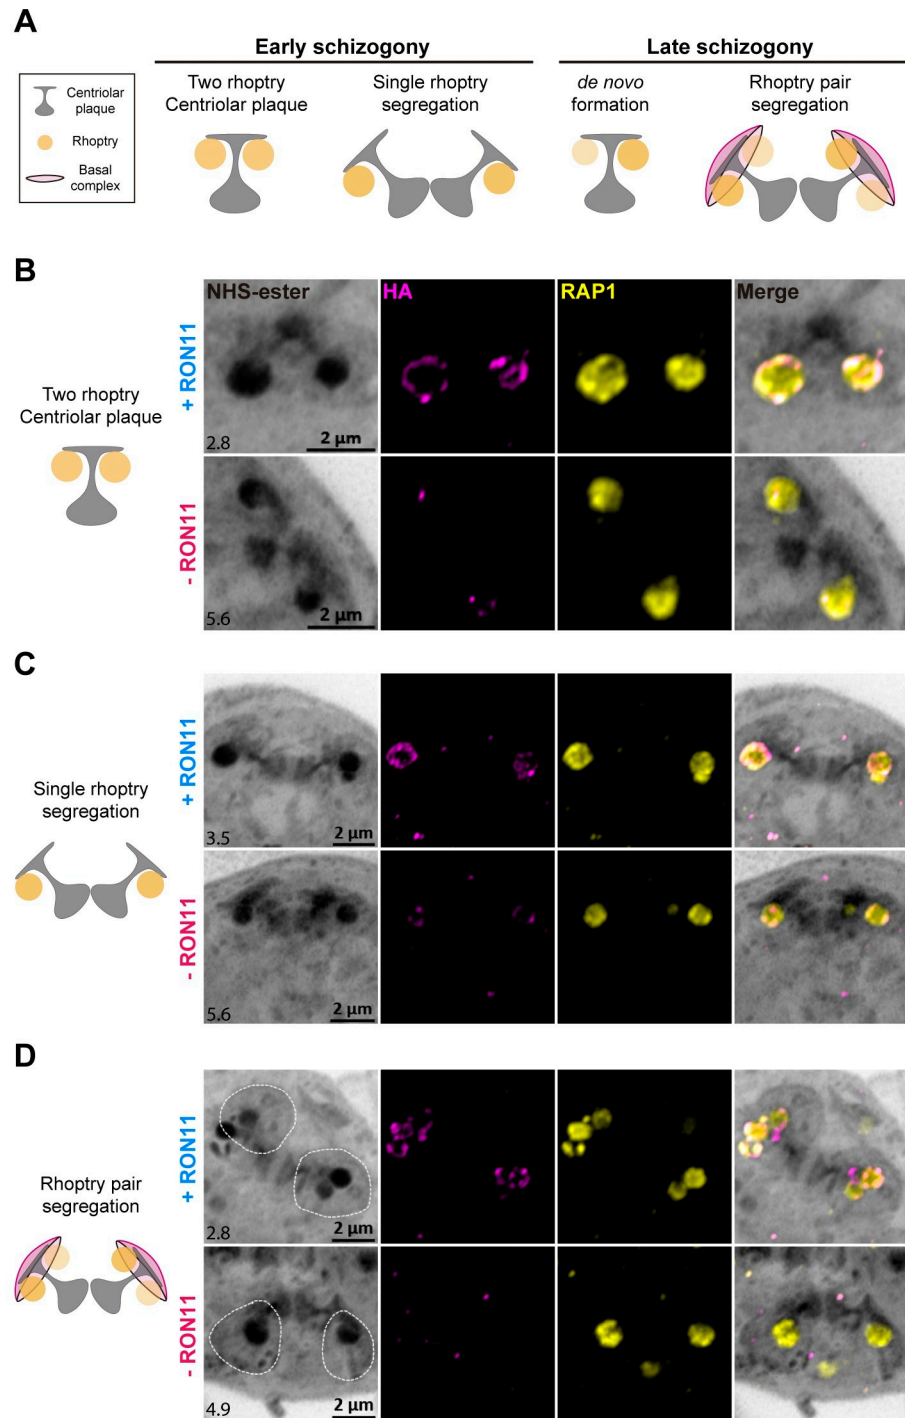 A
Early schizogony
Late schizogony
Two rhoptry
Centriolar plaque
Single rhoptry
segregation
de novo
formation
Rhoptry pair
segregation
Centriolar
plaque
Rhoptry
Basal
complex
B
NHS-ester
HA
RAP1
Merge
Two rhoptry
Centriolar plaque
+ RON11
2.8
2 µm
- RON11
5.6
2 µm
C
Single rhoptry
segregation
+ RON11
3.5
2 µm
- RON11
5.6
2 µm
D
Rhoptry pair
segregation
+ RON11
2.8
2 µm
- RON11
4.9
2 µm